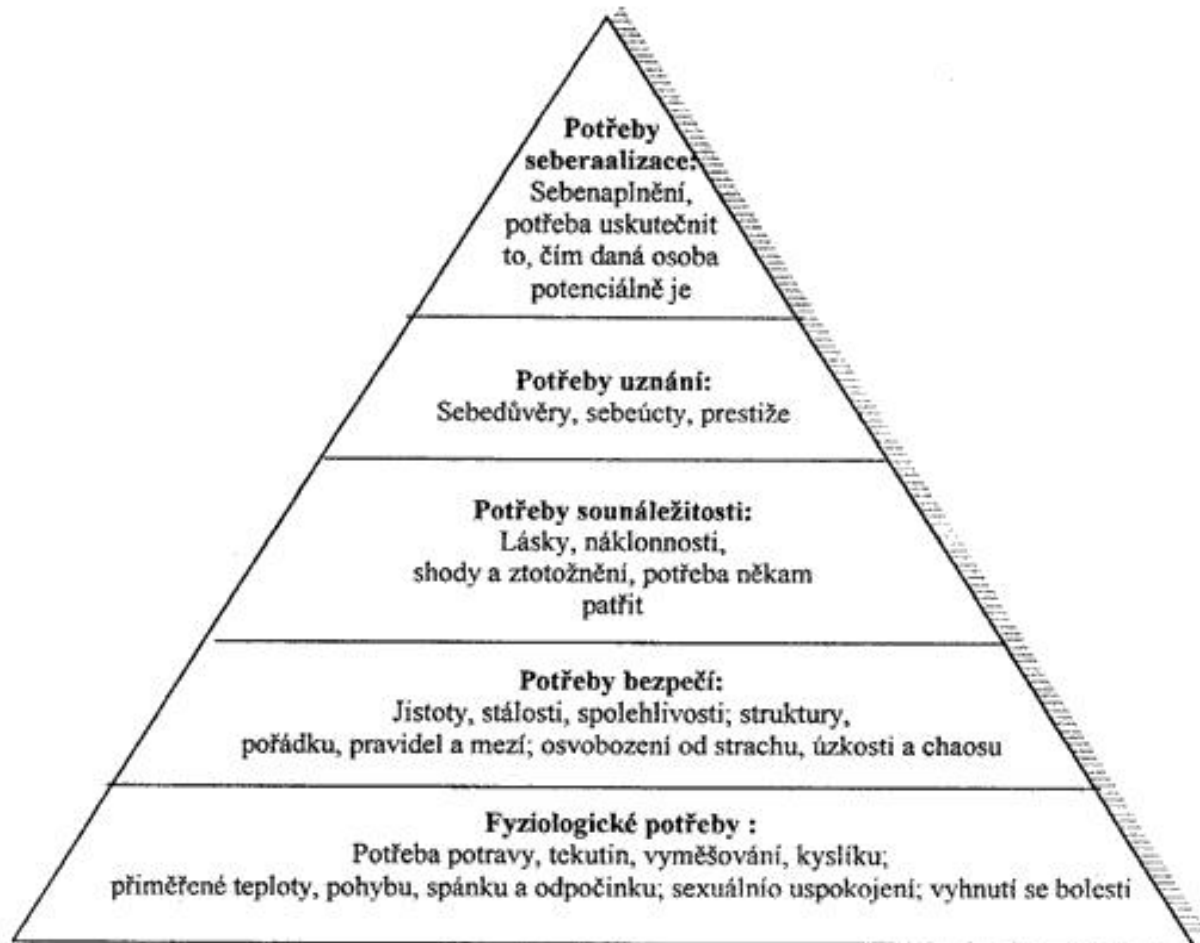 Potřeby
seberaalizace:
Sebenaplnění,
potřeba uskutečnit
to, čím daná osoba
potenciálně je
Potřeby uznání:
Sebedůvěry, sebeúcty, prestiže
Potřeby sounáležitosti:
Lásky, náklonnosti,
shody a ztotožnění, potřeba někam
patřit
Potřeby bezpečí:
Jistoty, stálosti, spolehlivosti; struktury,
pořádku, pravidel a mezí; osvobození od strachu, úzkosti a chaosu
Fyziologické potřeby :
Potřeba potravy, tekutin, vyměšování, kyslíku;
přiměřené teploty, pohybu, spánku a odpočinku; sexuálnío uspokojení; vyhnutí se bolesti